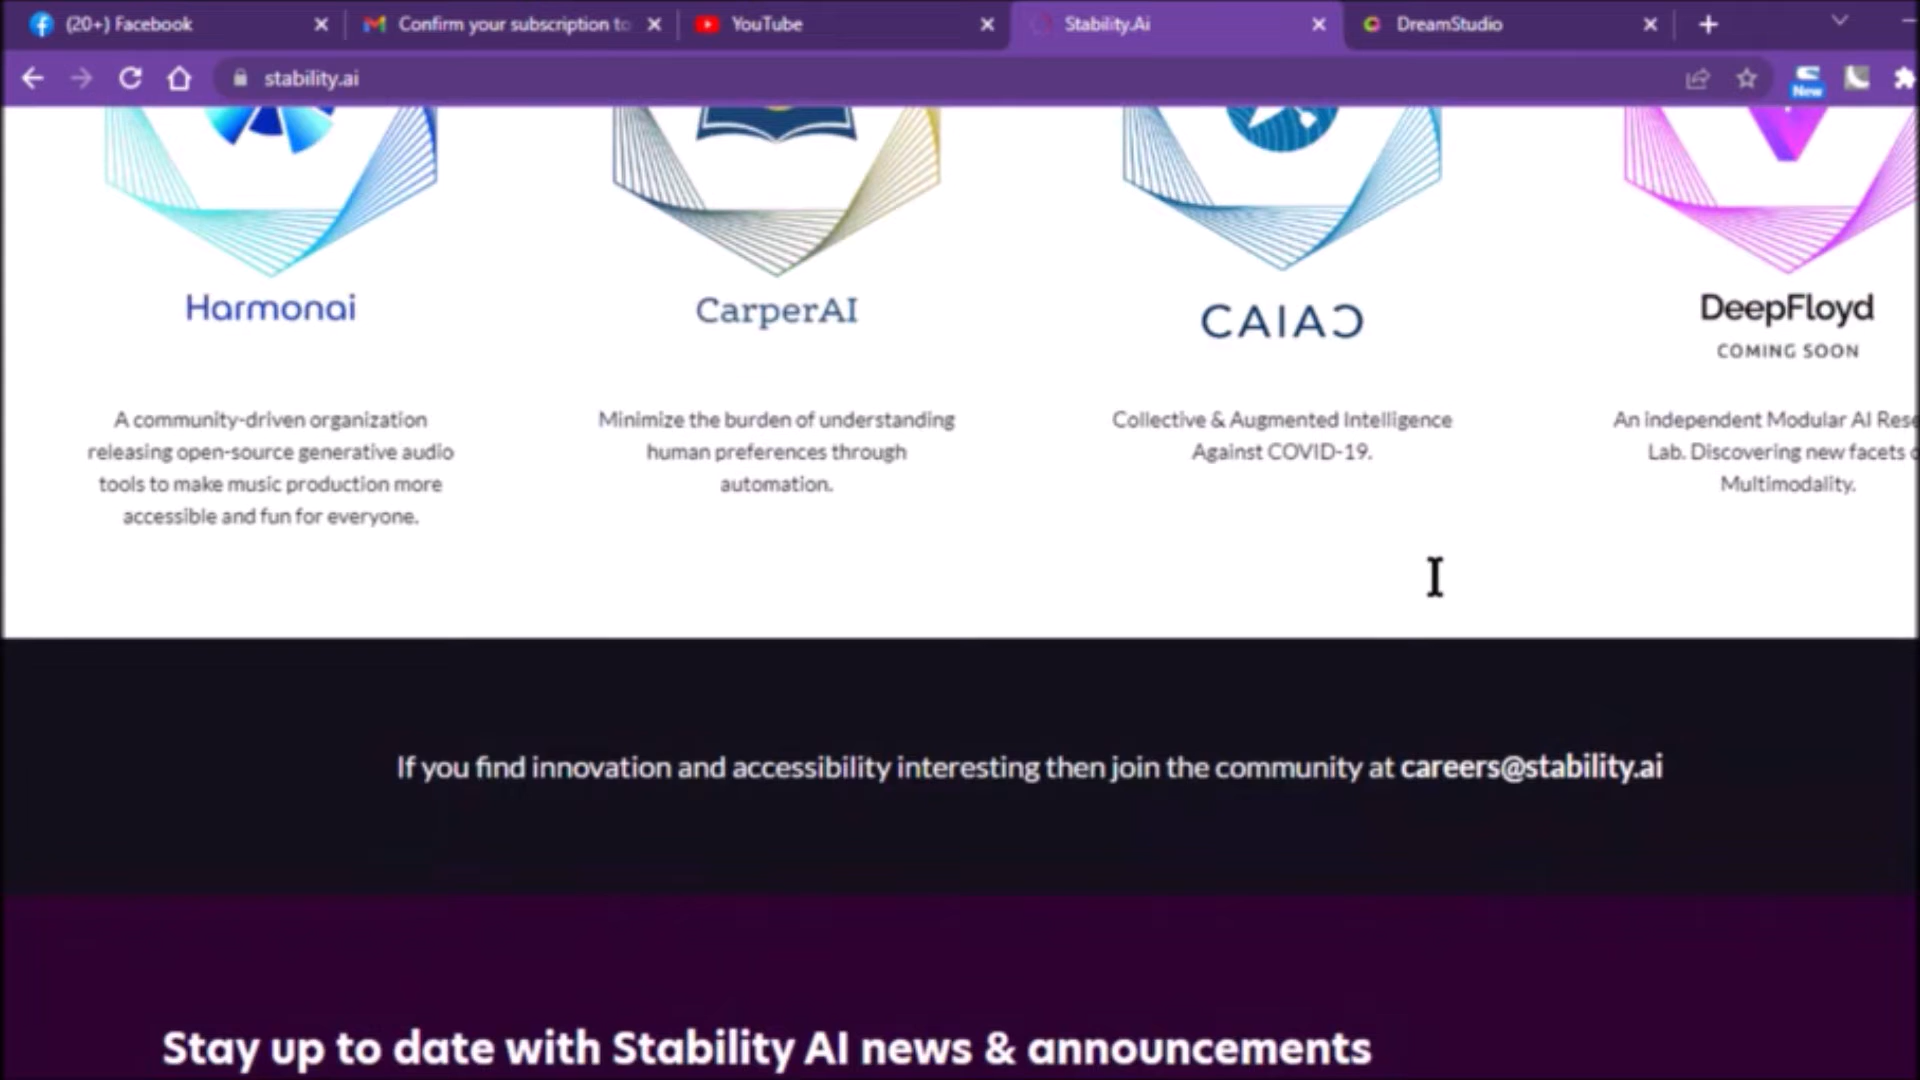 (20+) Facebook
Confirm your subscription to
YouTube
Stability.Ai
DreamStudio
stability.ai
New
Harmonai
CarperAI
CAIAC
DeepFloyd
COMING SOON
A community-driven organization
releasing open-source generative audio
tools to make music production more
accessible and fun for everyone.
Minimize the burden of understanding
human preferences through
automation.
Collective & Augmented Intelligence
Against COVID-19.
An independent Modular AI Rese
Lab. Discovering new facets
Multimodality.
If you find innovation and accessibility interesting then join the community at careers@stability.ai
Stay up to date with Stability AI news & announcements